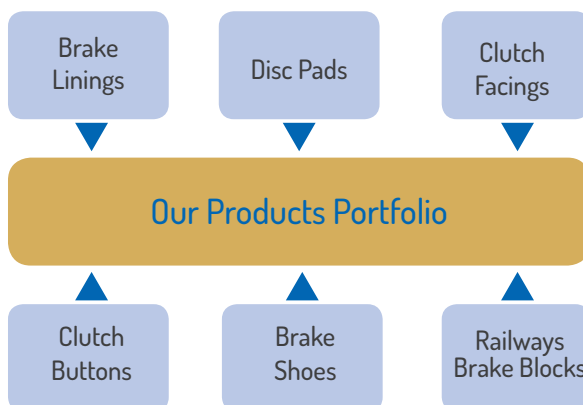 Brake
Linings
Disc Pads
Clutch
Facings
Our Products Portfolio
Clutch
Buttons
Brake
Shoes
Railways
Brake Blocks